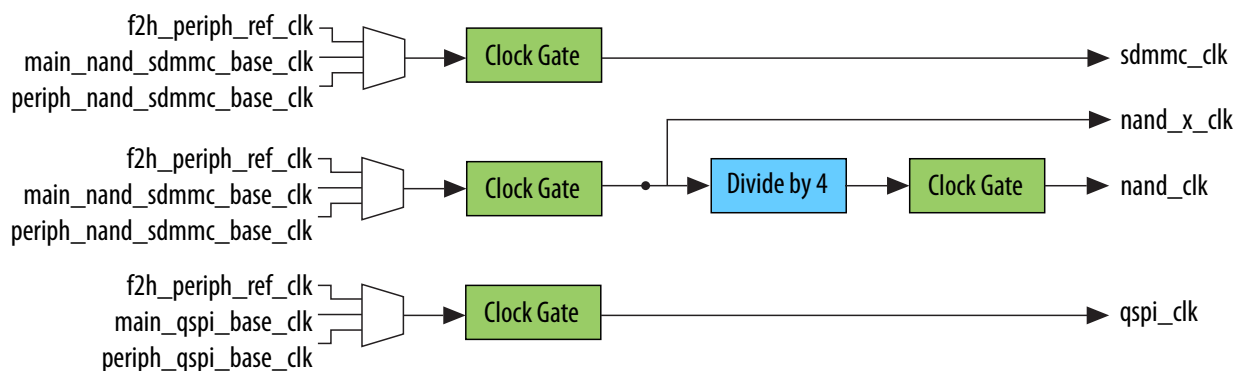 f2h_periph_ref_clk
main_nand_sdmmc_base_clk
periph_nand_sdmmc_base_clk
Clock Gate
sdmmc_clk
nand_x_clk
f2h_periph_ref_clk
main_nand_sdmmc_base_clk
periph_nand_sdmmc_base_clk
Clock Gate
Divide by 4
Clock Gate
nand_clk
f2h_periph_ref_clk
main_qspi_base_clk
periph_qspi_base_clk
Clock Gate
qspi_clk